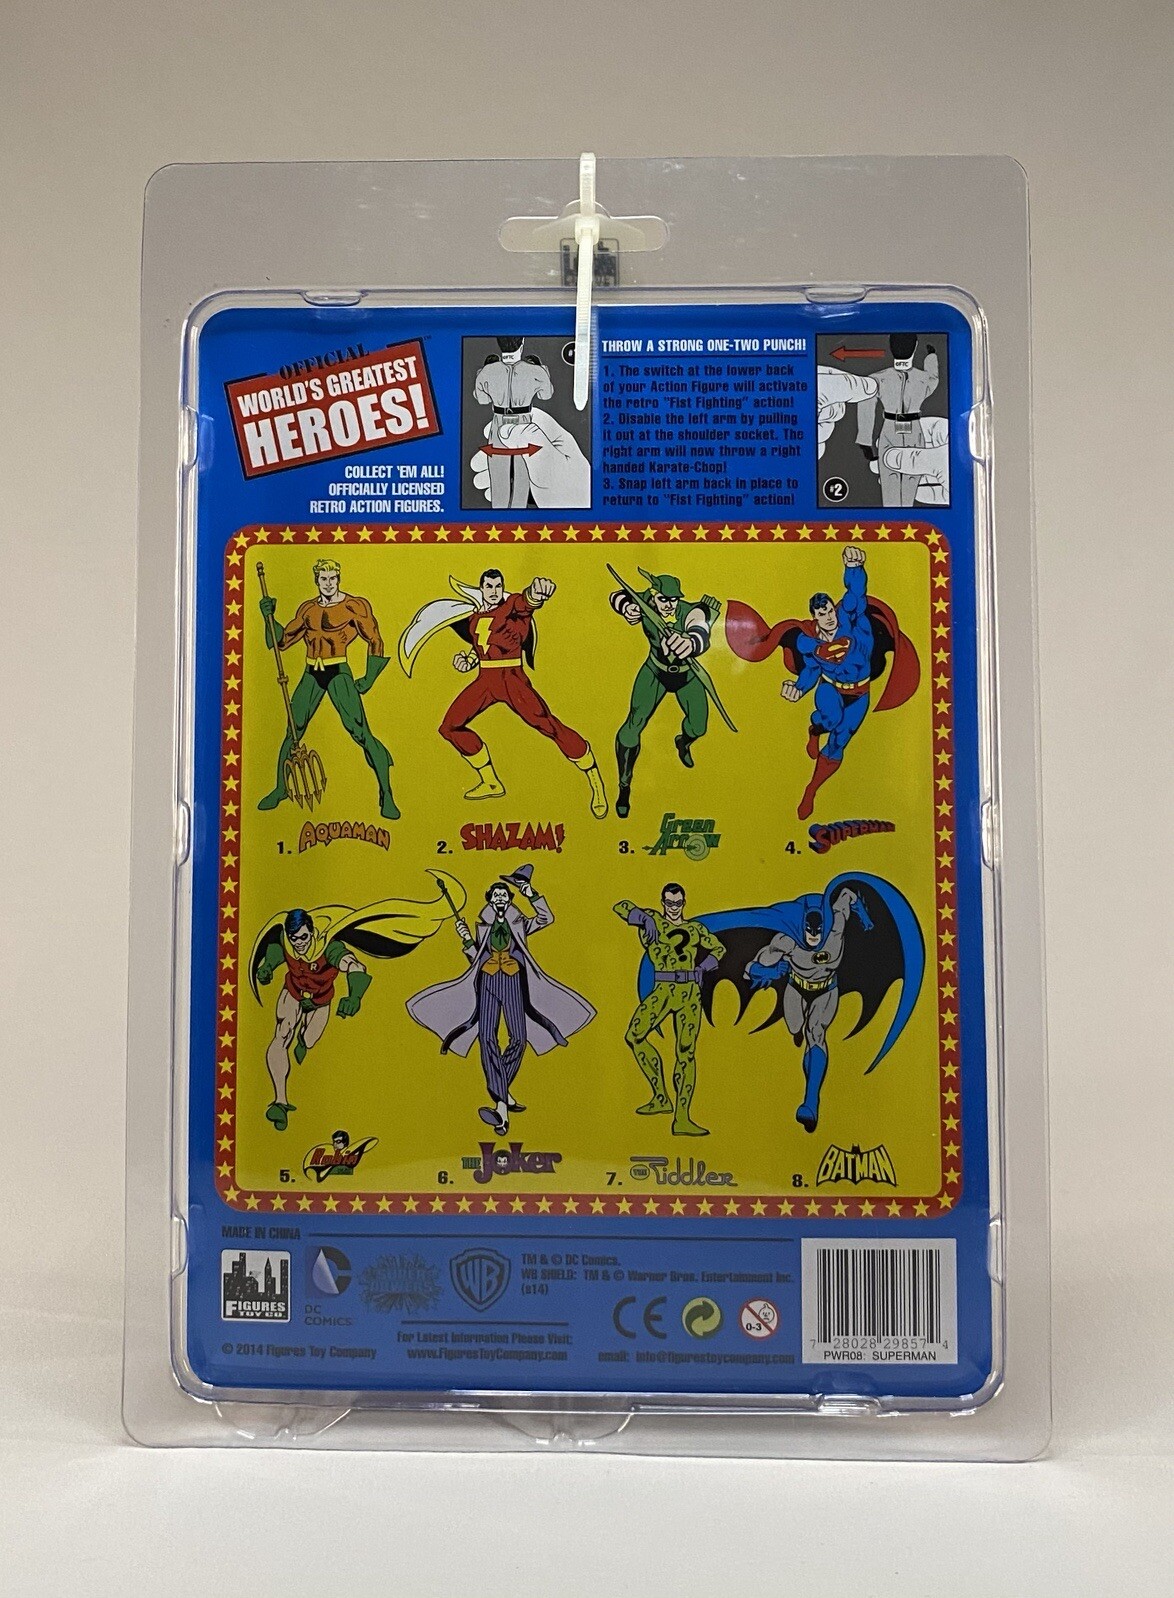 OFFICIAL
WORLD'S GREATEST
HEROES!
COLLECT 'EM ALL!
OFFICIALLY LICENSED
RETRO ACTION FIGURES.
FTC
THROW A STRONG ONE-TWO PUNCH!
1. The switch at the lower back
of your Action Figure will activate
the retro "Fist Fighting" action!
2. Disable the left arm by pulling
it out at the shoulder socket. The
right arm will now throw a right
handed Karate-Chop!
3. Snap left arm back in place to
return to "Fist Fighting" action!
FTC
#2
1. AQUAMAN
2. SHAZAM!
3. Green Arrow
4. SUPERMAN
R
5. Robin
6. THE Joker
7. THE Riddler
8. BATMAN
MADE IN CHINA
FIGURES
TOY CO.
DC
COMICS
WB
TM & © DC Comics.
WB SHIELD: TM & © Warner Bros. Entertainment Inc.
(s14)
CE
0-3
© 2014 Figures Toy Company
For Latest Information Please Visit:
www.FiguresToyCompany.com
email: info@figurestoycompany.com
7 28028 29857 4
PWR08: SUPERMAN